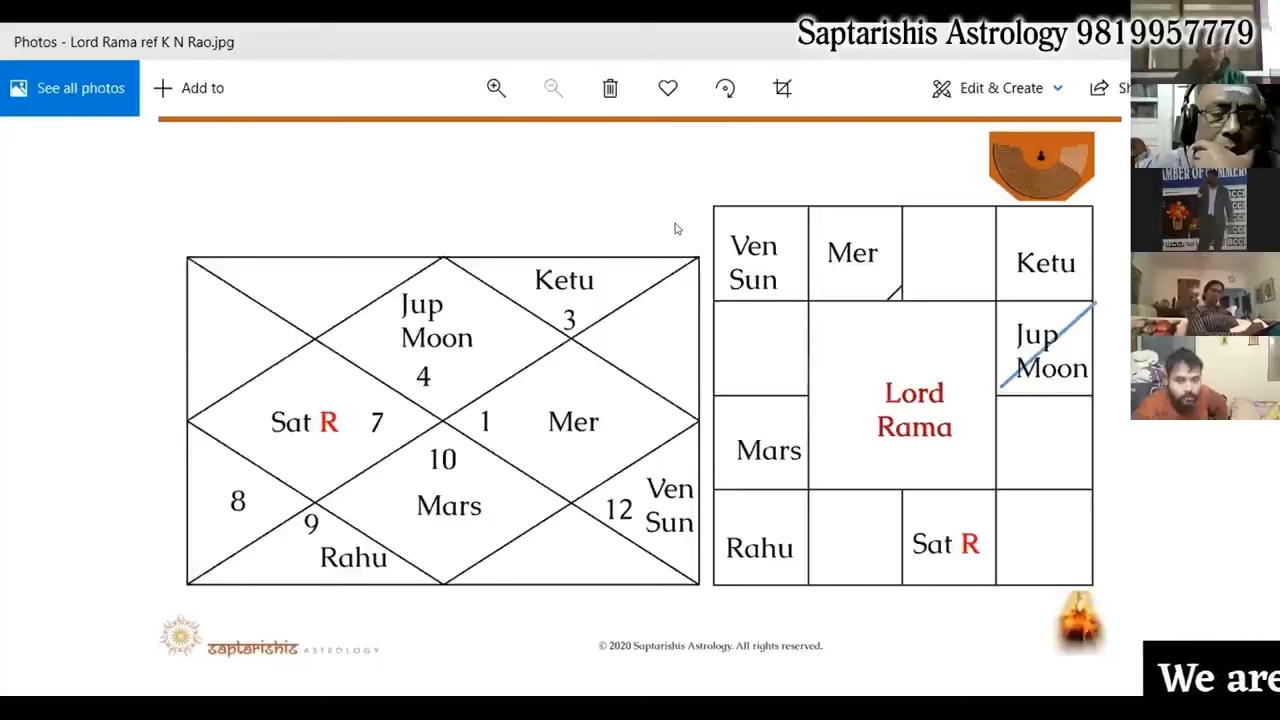 Saptarishis Astrology 9819957779
Photos - Lord Rama ref K N Rao.jpg
See all photos
Add to
Edit & Create
Sh
Ketu
3
Jup
Moon
4
Sat R 7
1 Mer
10
Mars
8
9
Rahu
12 Ven
Sun
Ven
Sun
Mer
Ketu
Jup
Moon
Lord
Rama
Mars
Rahu
Sat R
saptarishis ASTROLOGY
© 2020 Saptarishis Astrology. All rights reserved.
We are